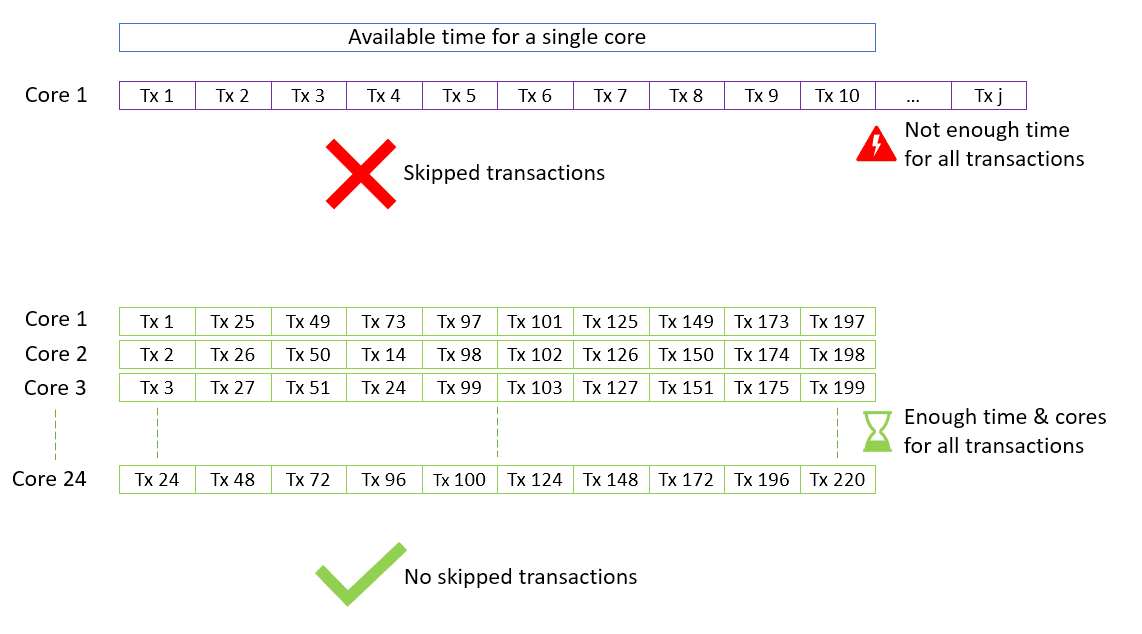 Available time for a single core
Core 1 Tx 1 Tx 2 Tx 3 Tx 4 Tx 5 Tx 6 Tx 7 Tx 8 Tx 9 Tx 10 ... Tx j
Not enough time
for all transactions
Skipped transactions
Core 1 Tx 1 Tx 25 Tx 49 Tx 73 Tx 97 Tx 101 Tx 125 Tx 149 Tx 173 Tx 197
Core 2 Tx 2 Tx 26 Tx 50 Tx 14 Tx 98 Tx 102 Tx 126 Tx 150 Tx 174 Tx 198
Core 3 Tx 3 Tx 27 Tx 51 Tx 24 Tx 99 Tx 103 Tx 127 Tx 151 Tx 175 Tx 199
Enough time & cores
for all transactions
Core 24 Tx 24 Tx 48 Tx 72 Tx 96 Tx 100 Tx 124 Tx 148 Tx 172 Tx 196 Tx 220
No skipped transactions